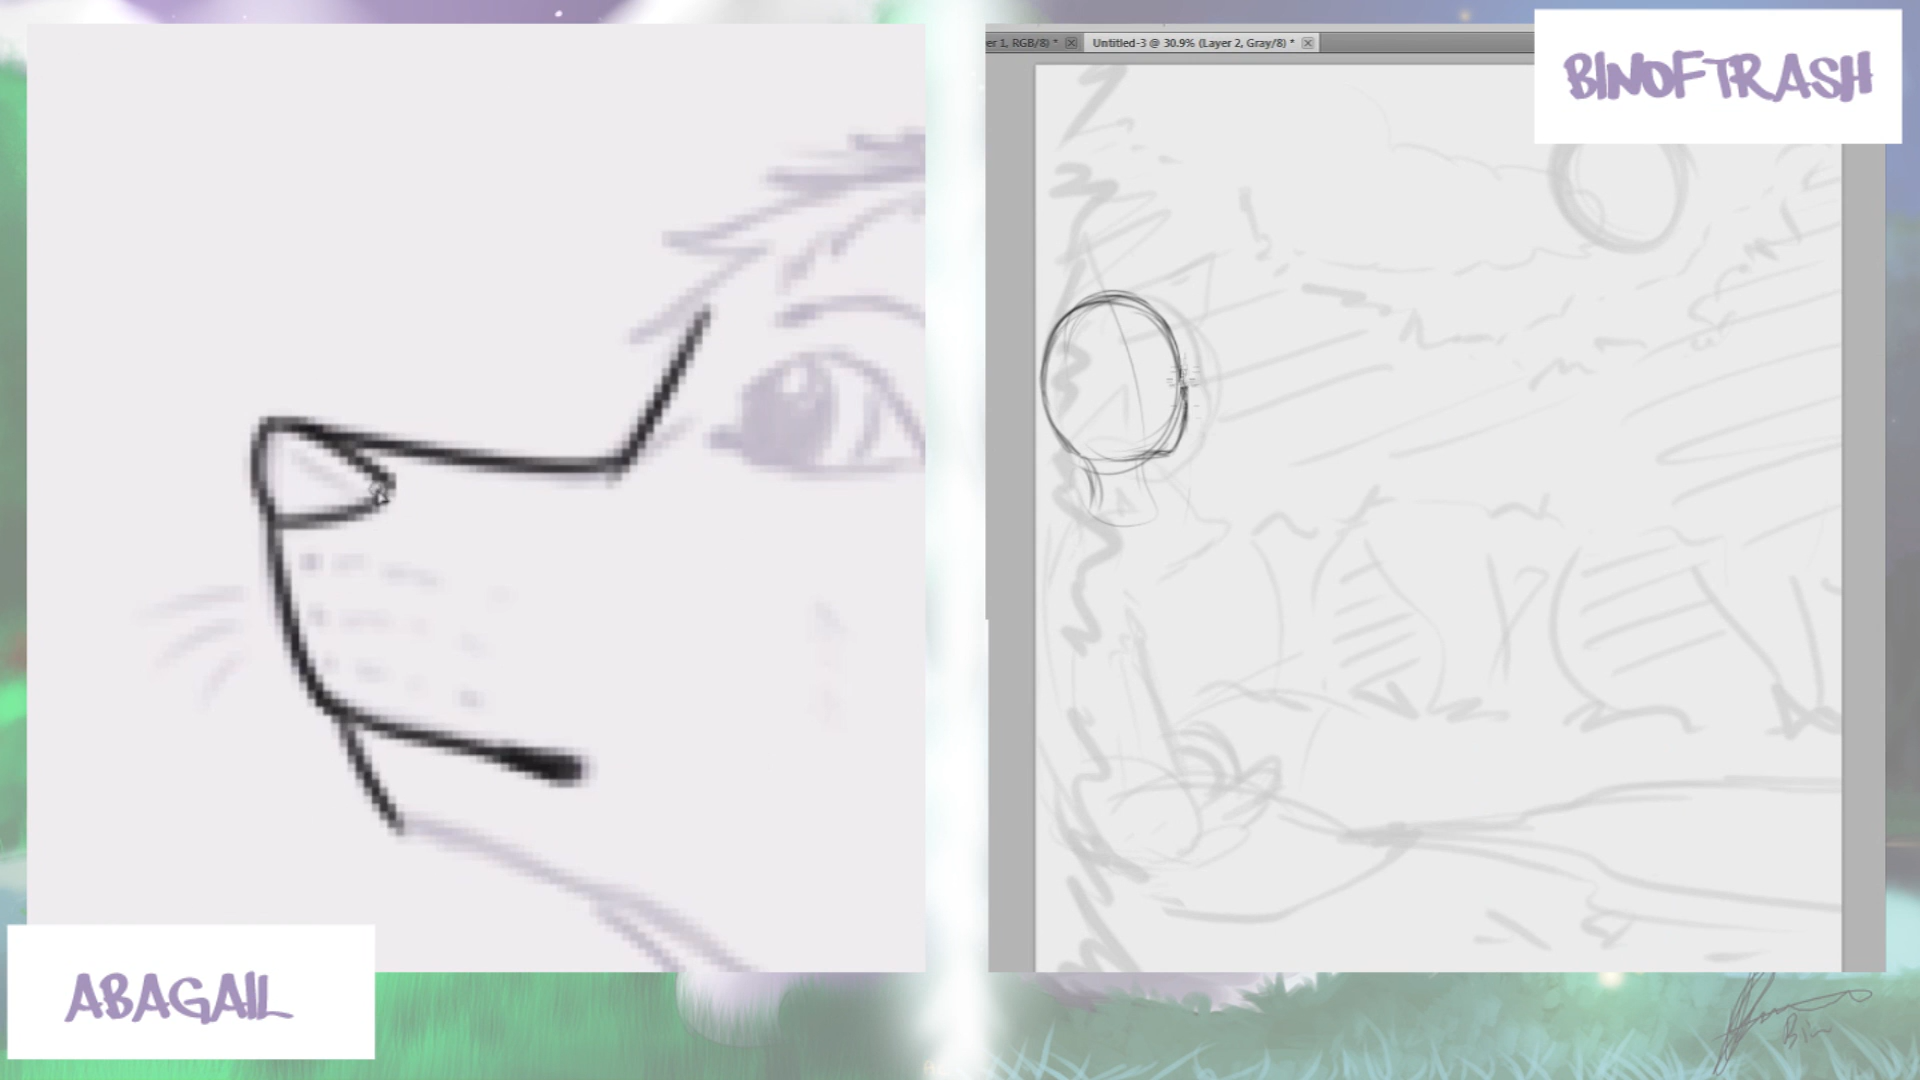 er 1, RGB/8) *
Untitled-3 @ 30.9% (Layer 2, Gray/8) *
BINOFTRASH
ABAGAIL